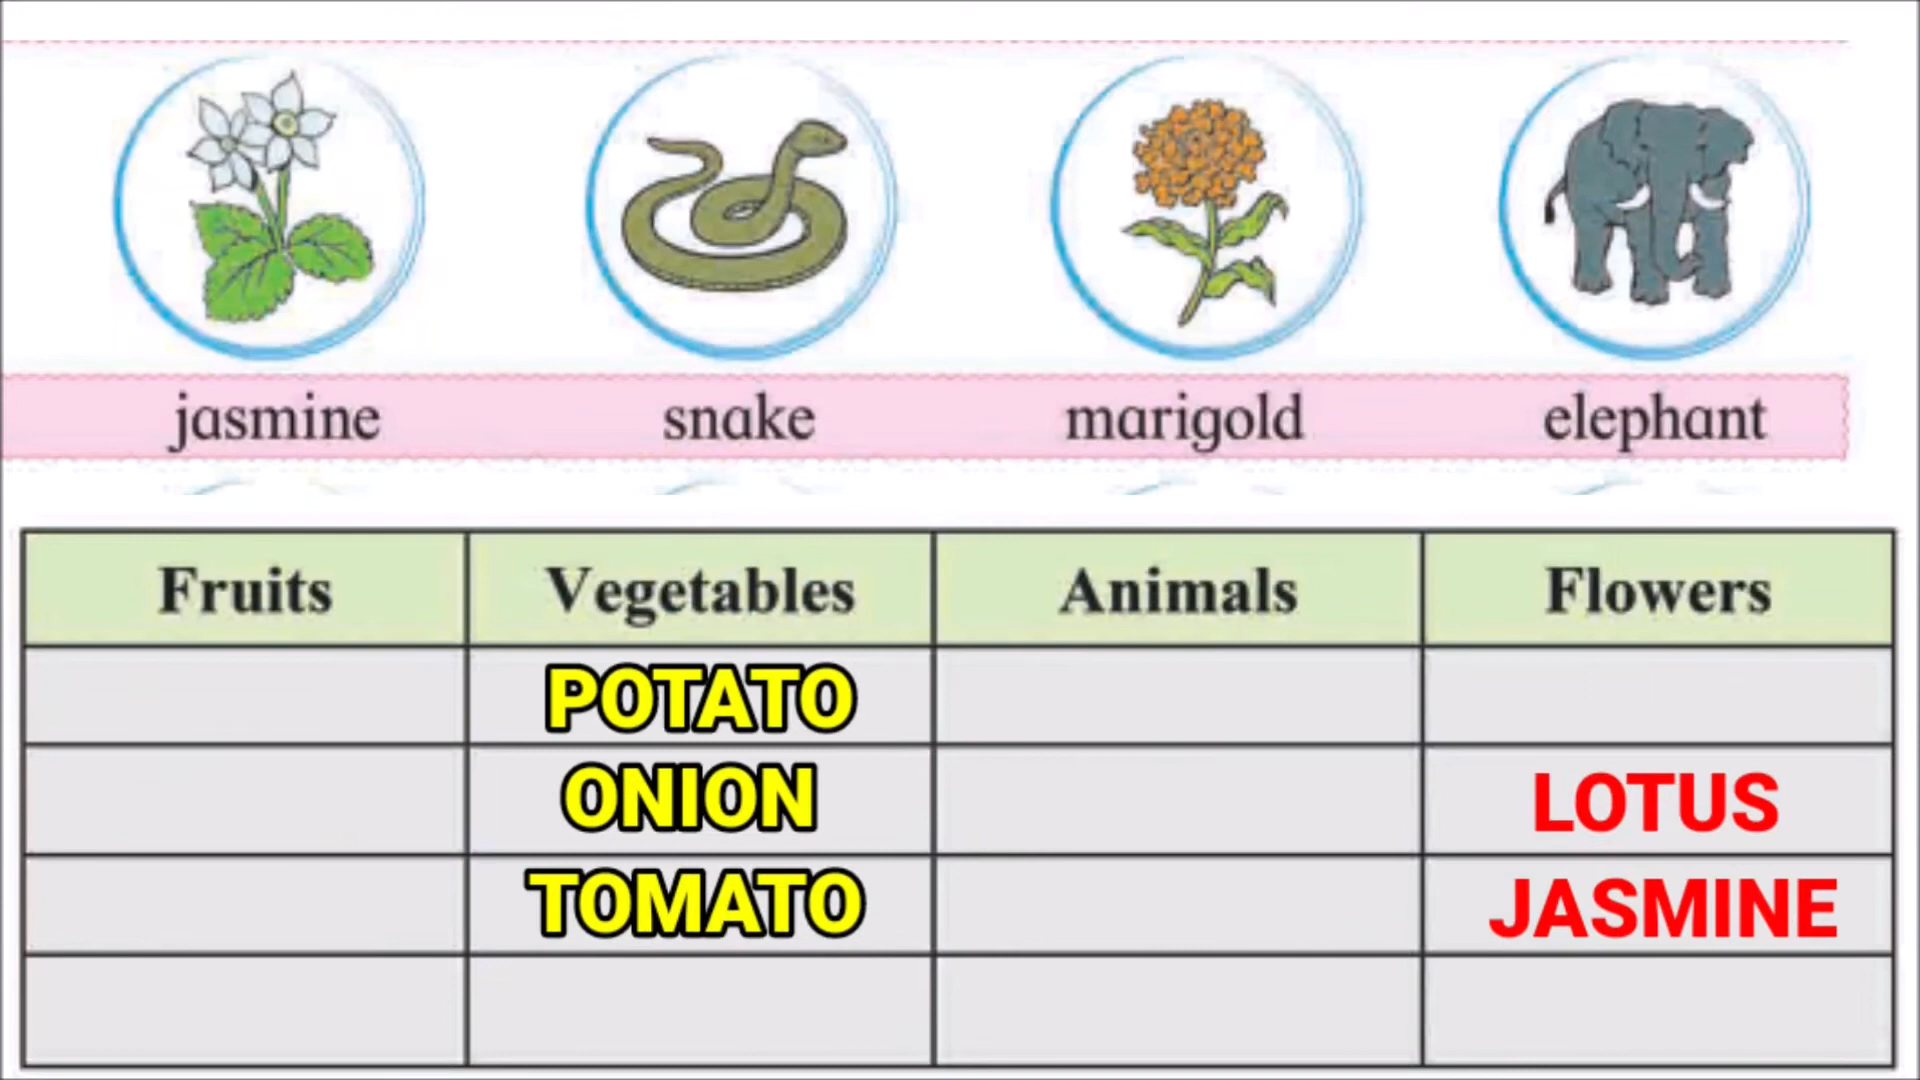 jasmine snake marigold elephant
Fruits Vegetables Animals Flowers
POTATO
ONION LOTUS
TOMATO JASMINE